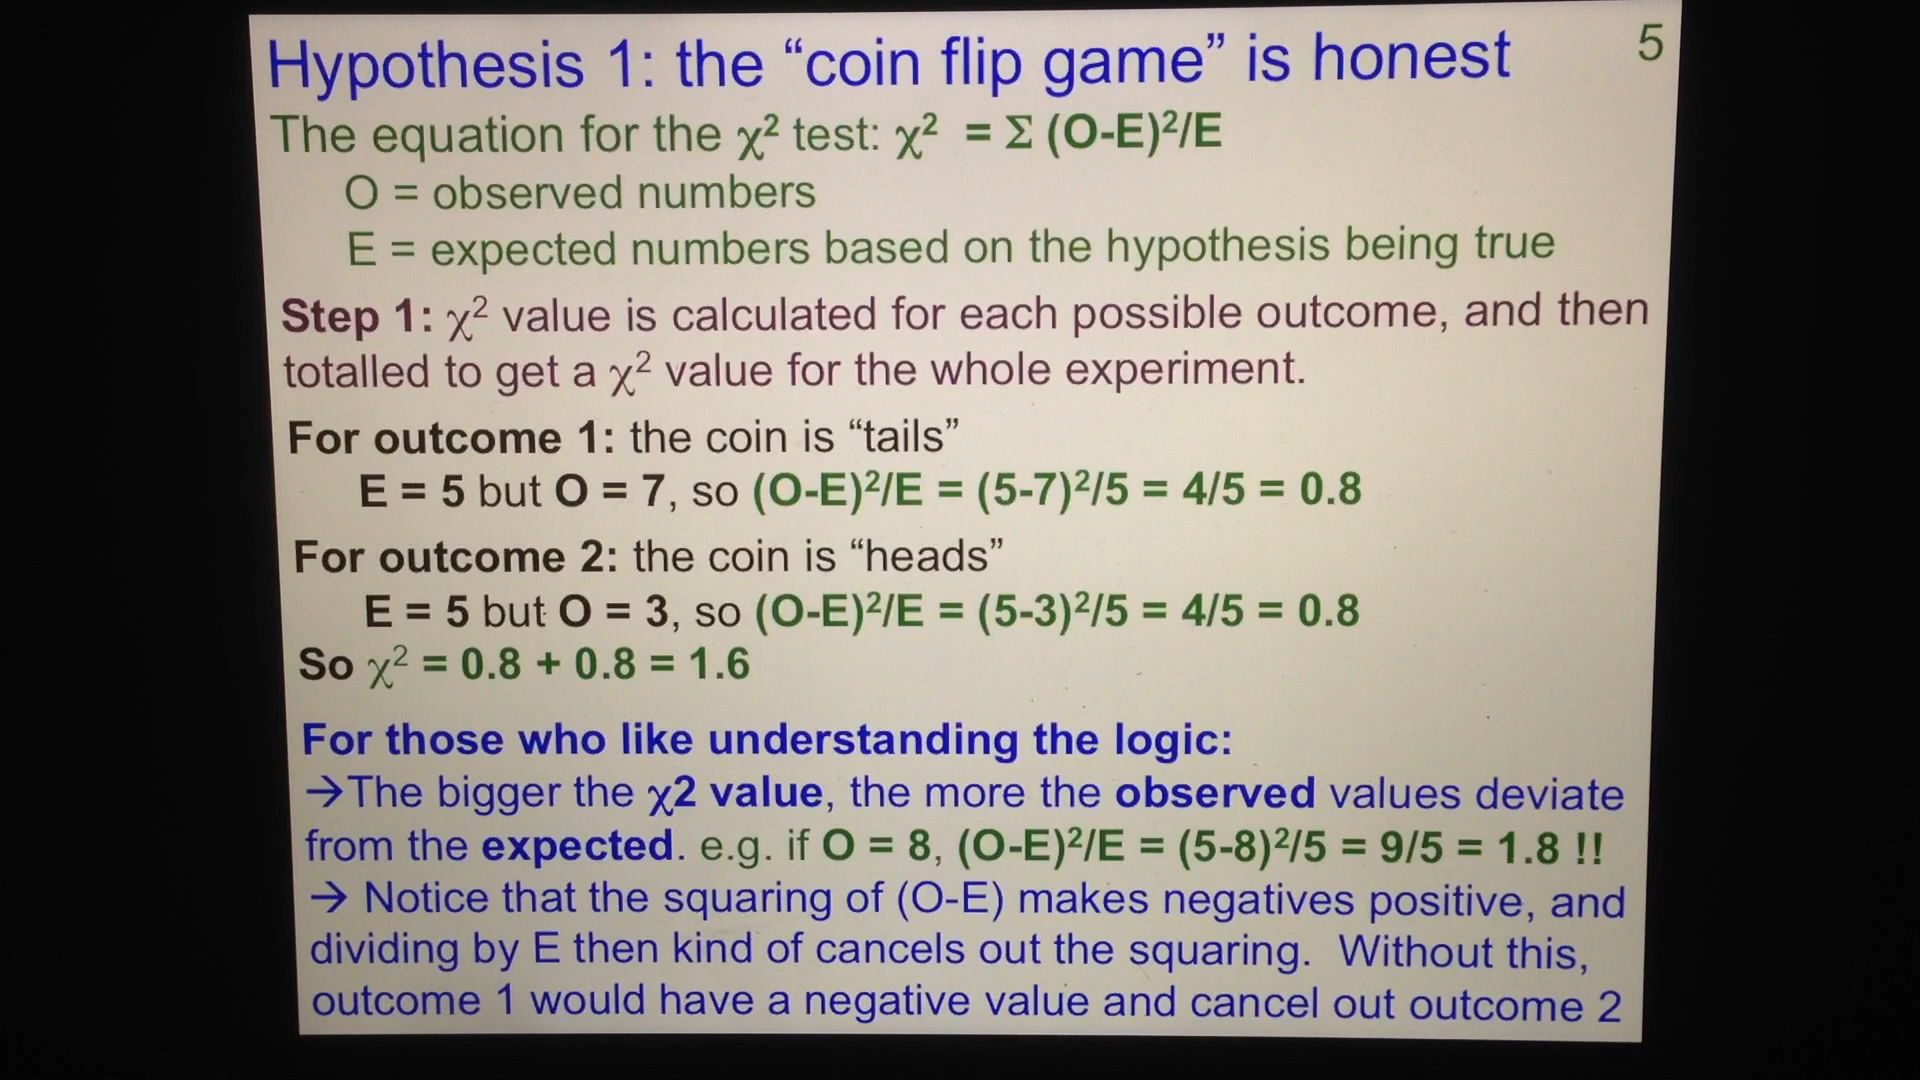 Hypothesis 1: the “coin flip game” is honest
5
The equation for the χ² test: χ² = Σ (O-E)²/E
O = observed numbers
E = expected numbers based on the hypothesis being true
Step 1: χ² value is calculated for each possible outcome, and then
totalled to get a χ² value for the whole experiment.
For outcome 1: the coin is “tails”
E = 5 but O = 7, so (O-E)²/E = (5-7)²/5 = 4/5 = 0.8
For outcome 2: the coin is “heads”
E = 5 but O = 3, so (O-E)²/E = (5-3)²/5 = 4/5 = 0.8
So χ² = 0.8 + 0.8 = 1.6
For those who like understanding the logic:
→The bigger the χ2 value, the more the observed values deviate
from the expected. e.g. if O = 8, (O-E)²/E = (5-8)²/5 = 9/5 = 1.8 !!
→ Notice that the squaring of (O-E) makes negatives positive, and
dividing by E then kind of cancels out the squaring. Without this,
outcome 1 would have a negative value and cancel out outcome 2